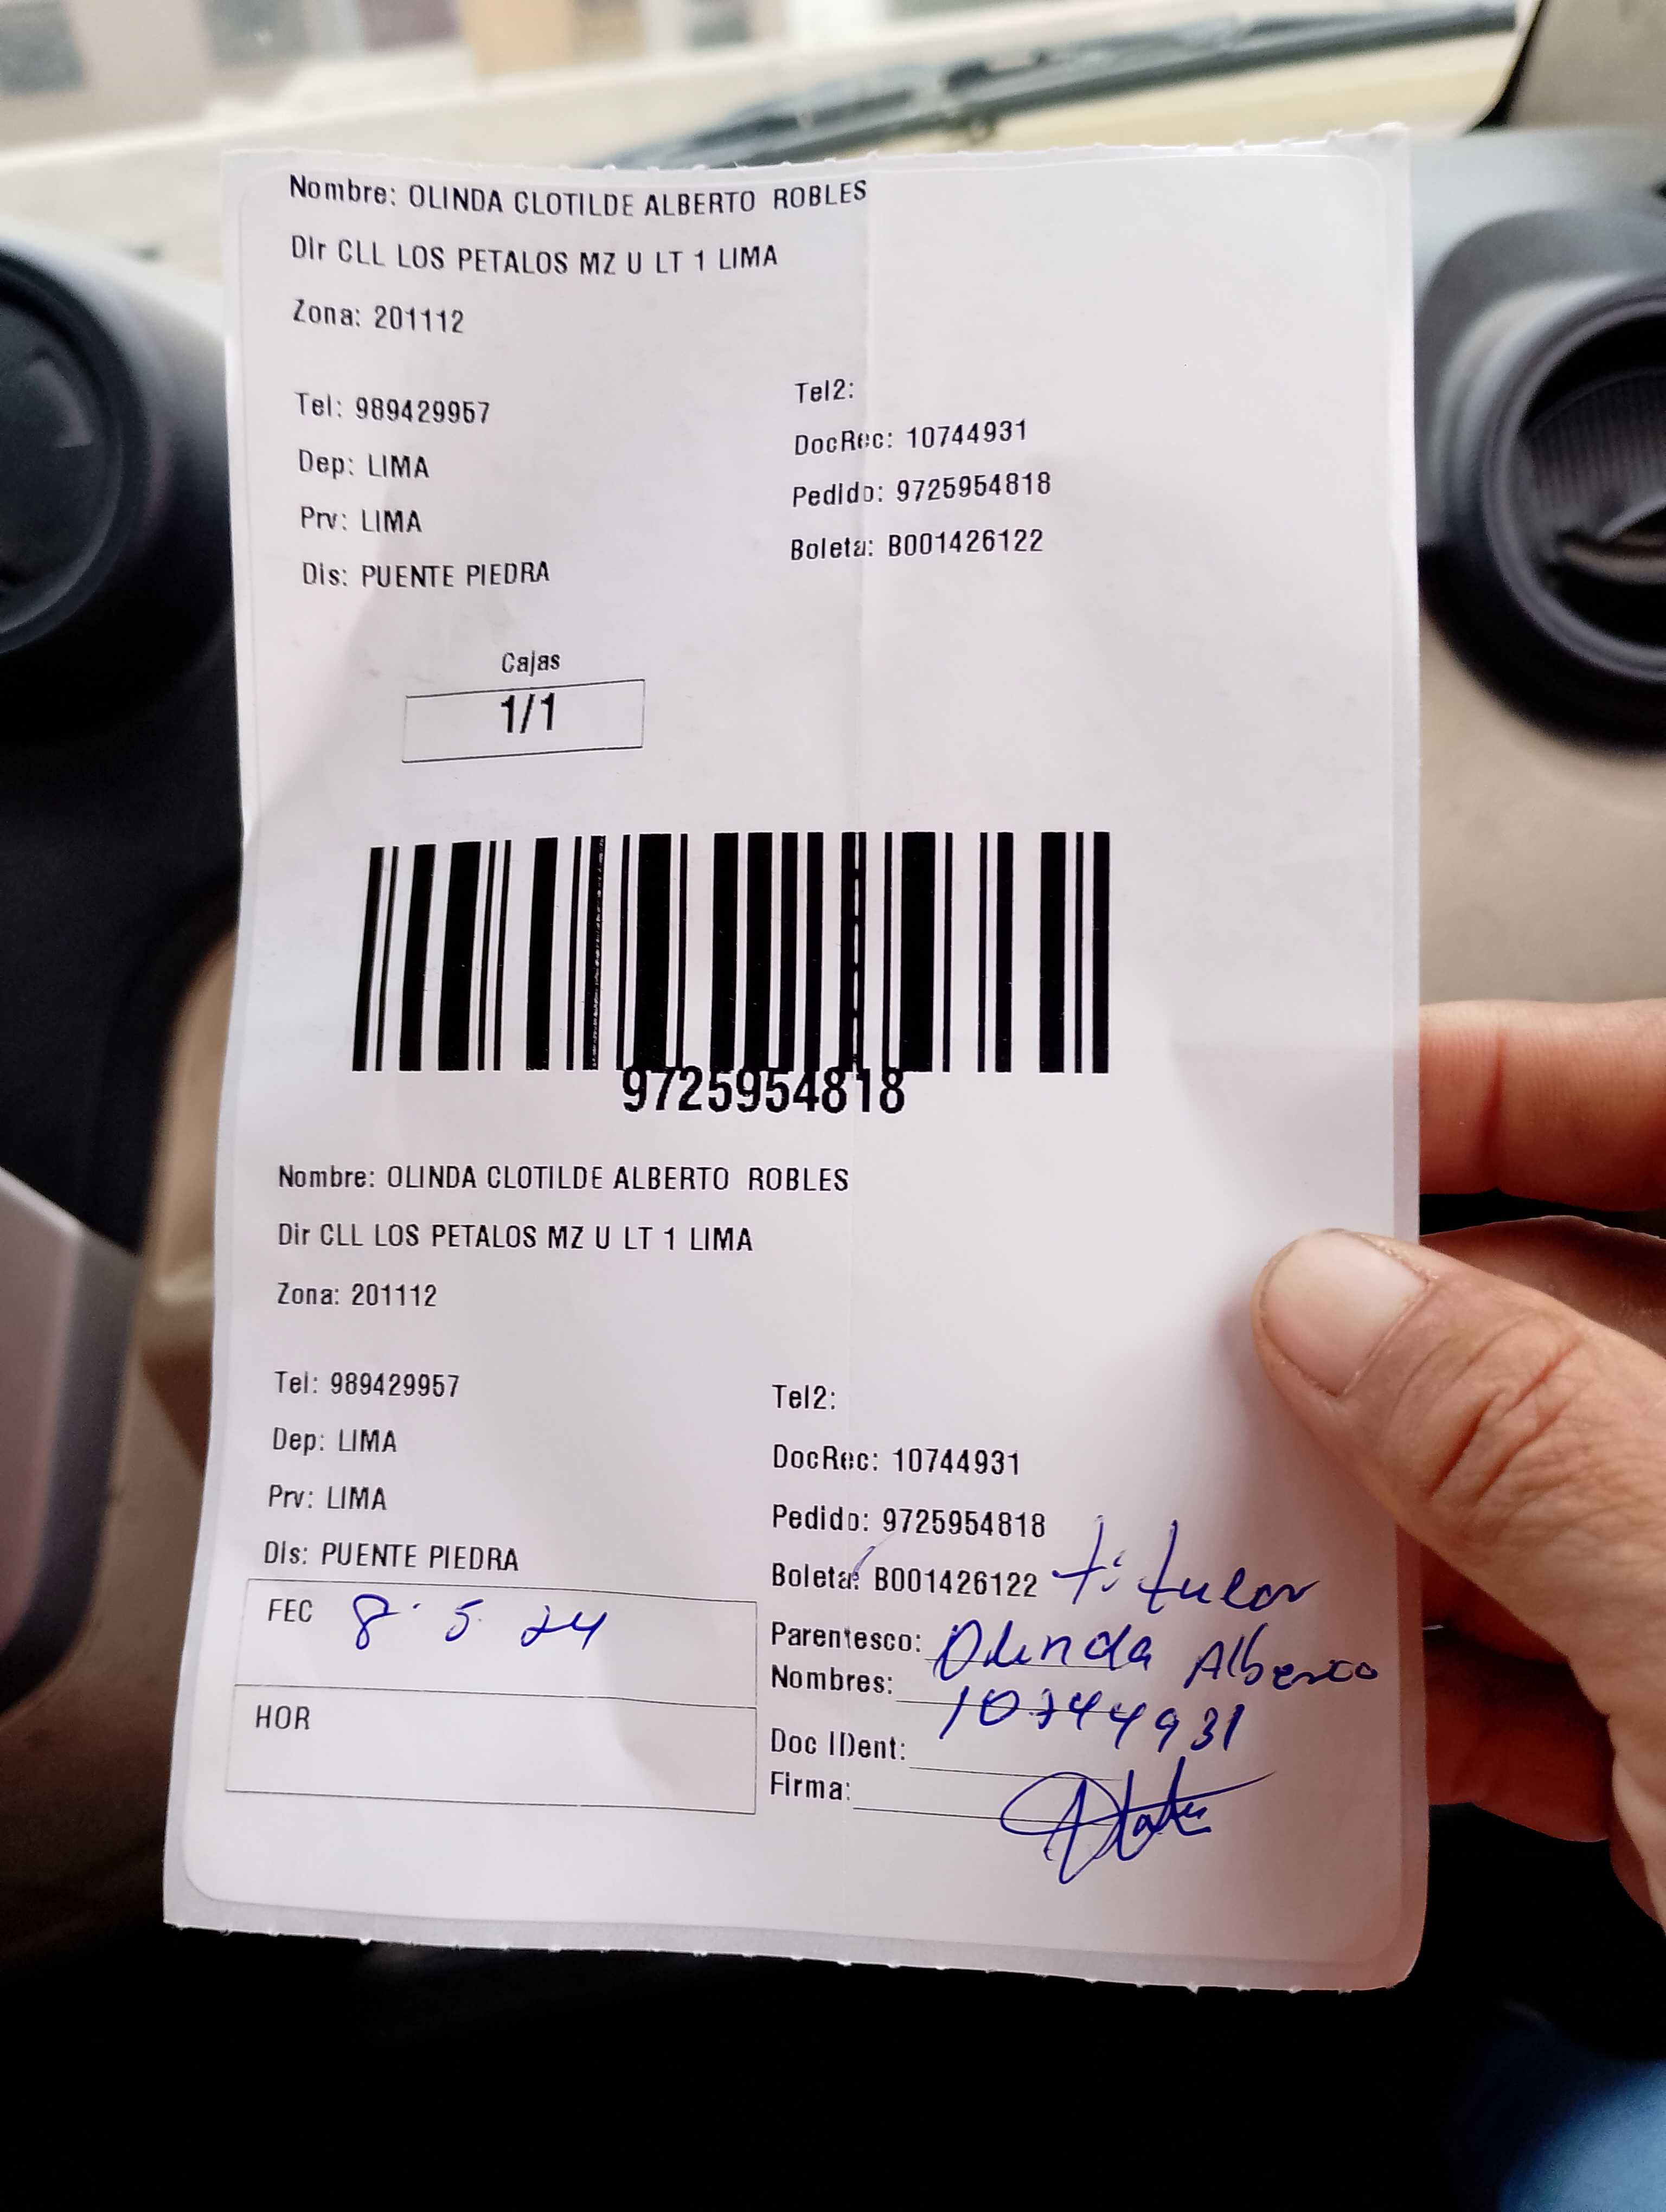 Nombre: OLINDA CLOTILDE ALBERTO ROBLES
Dir CLL LOS PETALOS MZ U LT 1 LIMA
Zona: 201112
Tel: 989429957
Tel2:
Dep: LIMA
DocRec: 10744931
Prv: LIMA
Pedido: 9725954818
Dis: PUENTE PIEDRA
Boleta: B001426122
Cajas
1/1
9725954818
Nombre: OLINDA CLOTILDE ALBERTO ROBLES
Dir CLL LOS PETALOS MZ U LT 1 LIMA
Zona: 201112
Tel: 989429957
Tel2:
Dep: LIMA
DocRec: 10744931
Prv: LIMA
Pedido: 9725954818
Dis: PUENTE PIEDRA
Boleta: B001426122 titular
FEC 8 · 5 · 24
Parentesco: Olinda Alberto
Nombres: 10744931
HOR
Doc IDent:
Firma: